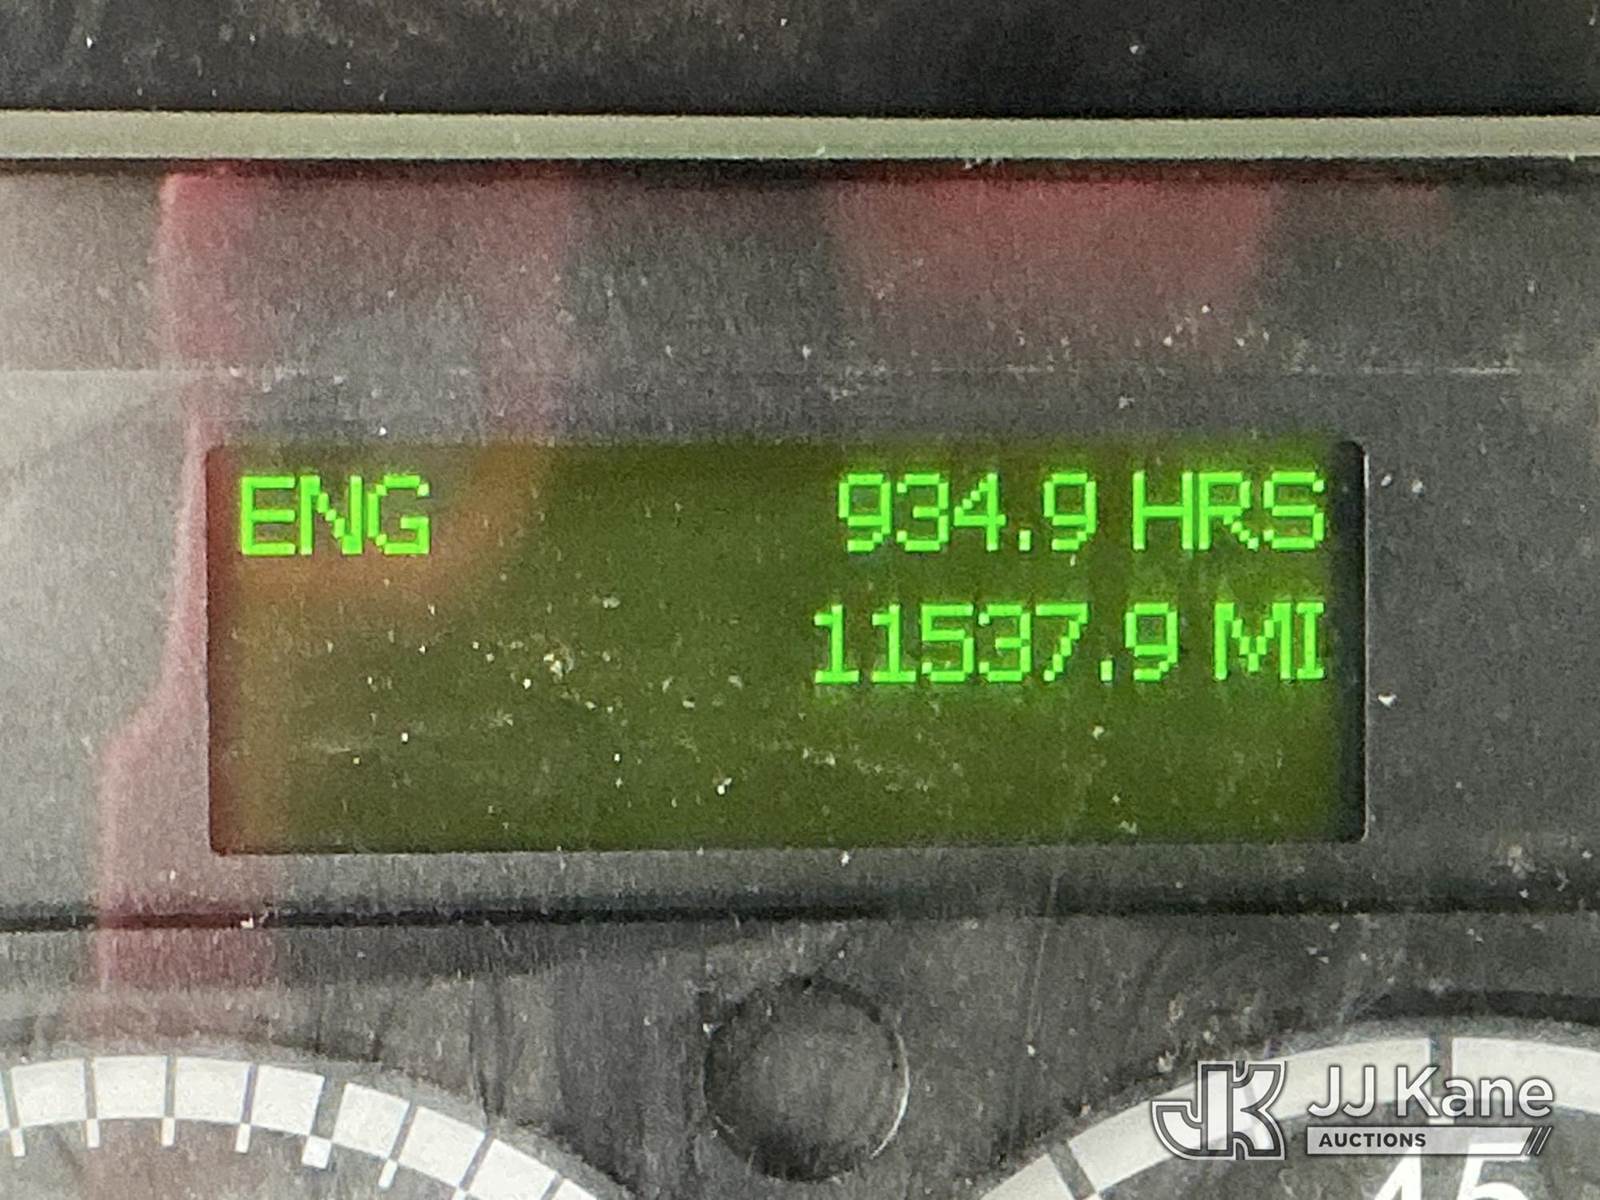 ENG 934.9 HRS
11537.9 MI
JJ Kane
AUCTIONS
45